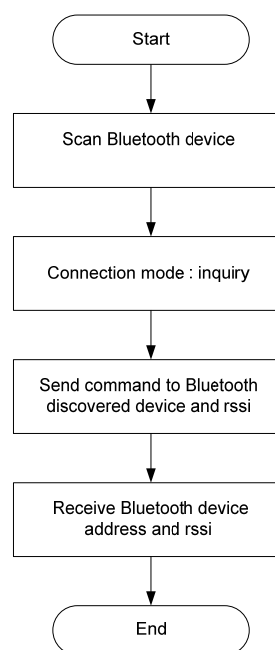 Start
Scan Bluetooth device
Connection mode : inquiry
Send command to Bluetooth
discovered device and rssi
Receive Bluetooth device
address and rssi
End